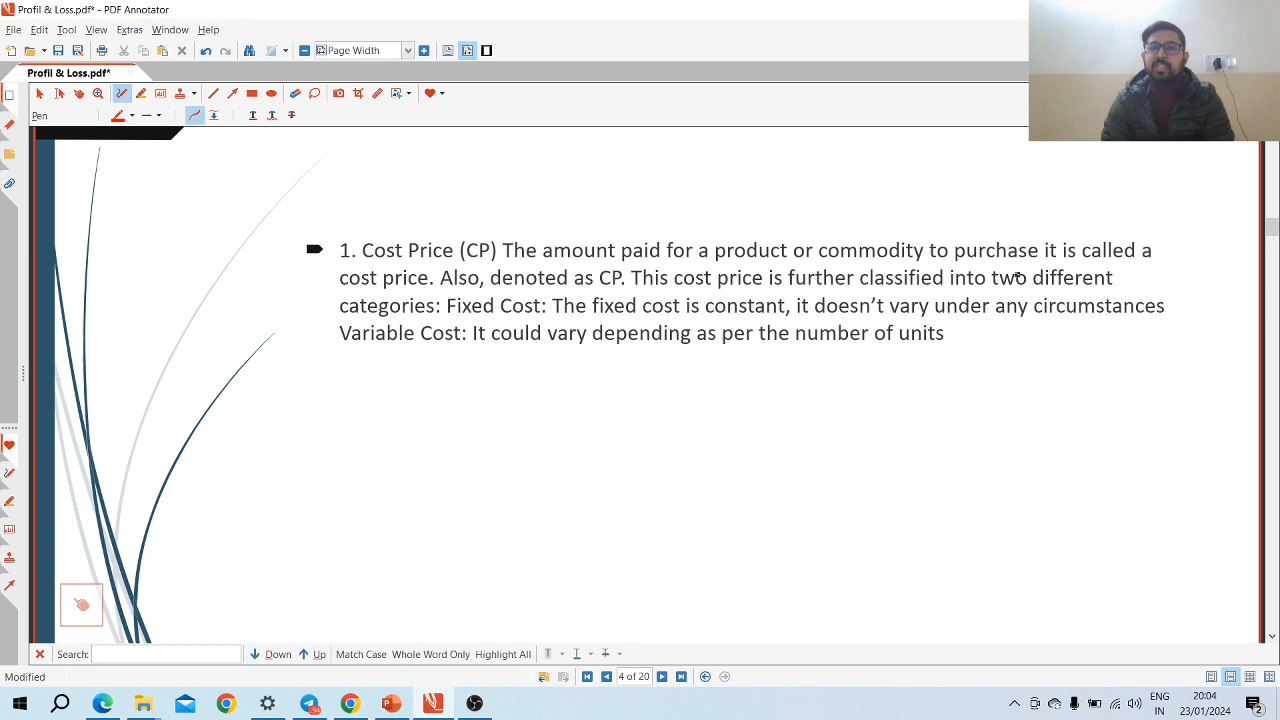 Profil & Loss.pdf* - PDF Annotator
File Edit Tool View Extras Window Help
Page Width
Profil & Loss.pdf*
Pen
1. Cost Price (CP) The amount paid for a product or commodity to purchase it is called a
cost price. Also, denoted as CP. This cost price is further classified into two different
categories: Fixed Cost: The fixed cost is constant, it doesn’t vary under any circumstances
Variable Cost: It could vary depending as per the number of units
Search: Down Up Match Case Whole Word Only Highlight All
Modified 4 of 20
94
ENG
IN
20:04
23/01/2024
2